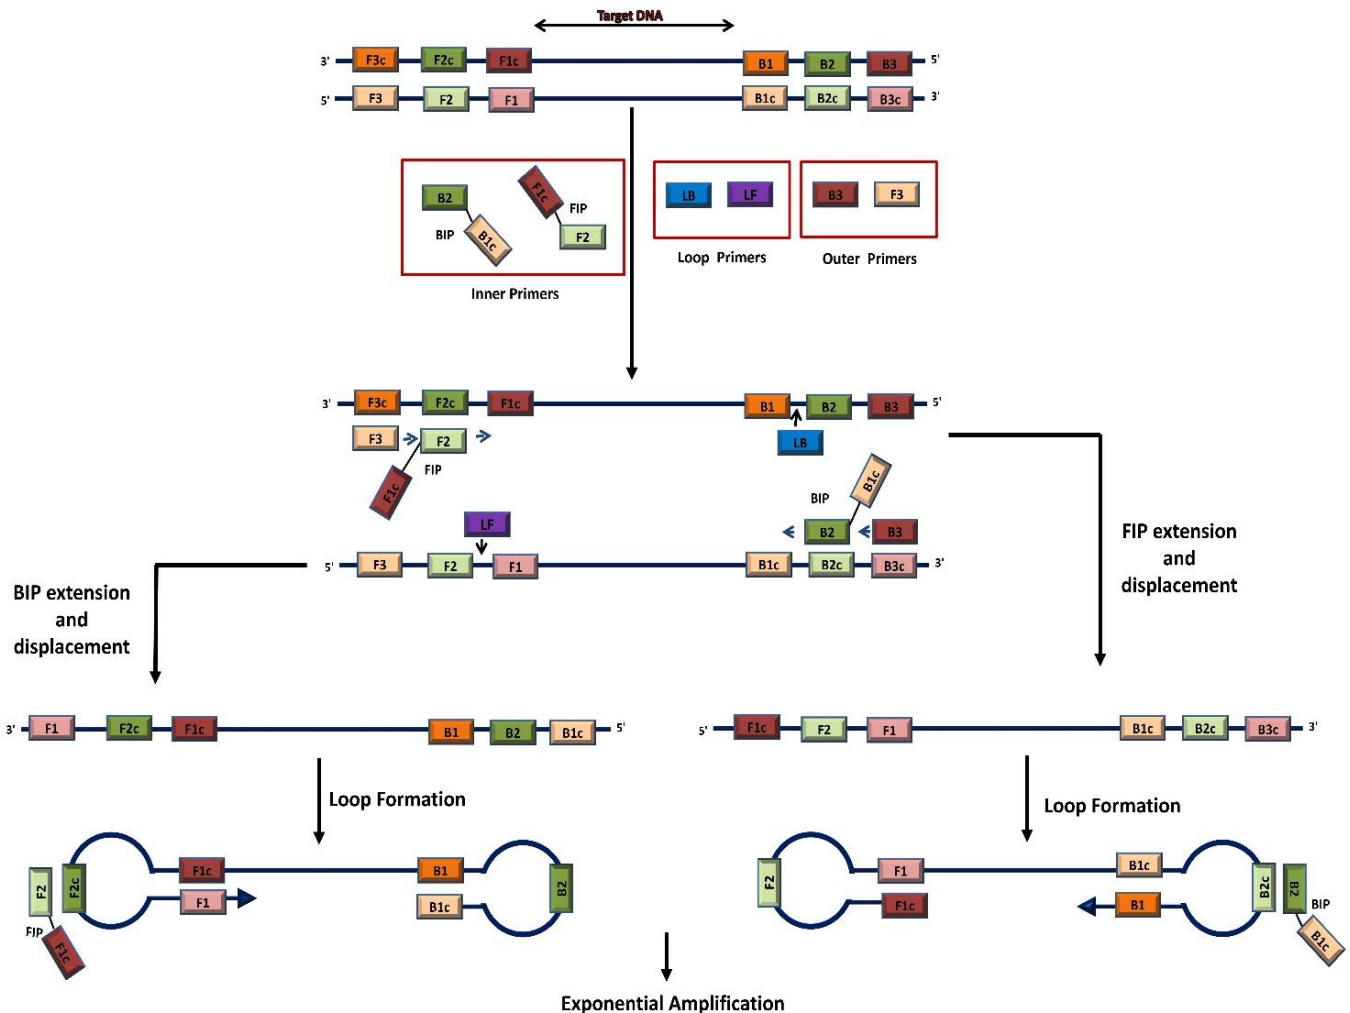 Target DNA
3' F3c F2c F1c B1 B2 B3 5'
5' F3 F2 F1 B1c B2c B3c 3'
B2
BIP
B1c
F1c
FIP
F2
Inner Primers
LB LF
Loop Primers
B3 F3
Outer Primers
3' F3c F2c F1c B1 B2 B3 5'
F3 F2
FIP
F1c
LB
B1c
BIP
B2 B3
LF
5' F3 F2 F1 B1c B2c B3c 3'
BIP extension
and
displacement
FIP extension
and
displacement
3' F1 F2c F1c B1 B2 B1c 5'
5' F1c F2 F1 B1c B2c B3c 3'
Loop Formation
Loop Formation
F2 F2c F1c B1 B2
F1 B1c
FIP
F1c
F2 F1 B1c B2c B2
F1c B1
BIP
B1c
Exponential Amplification